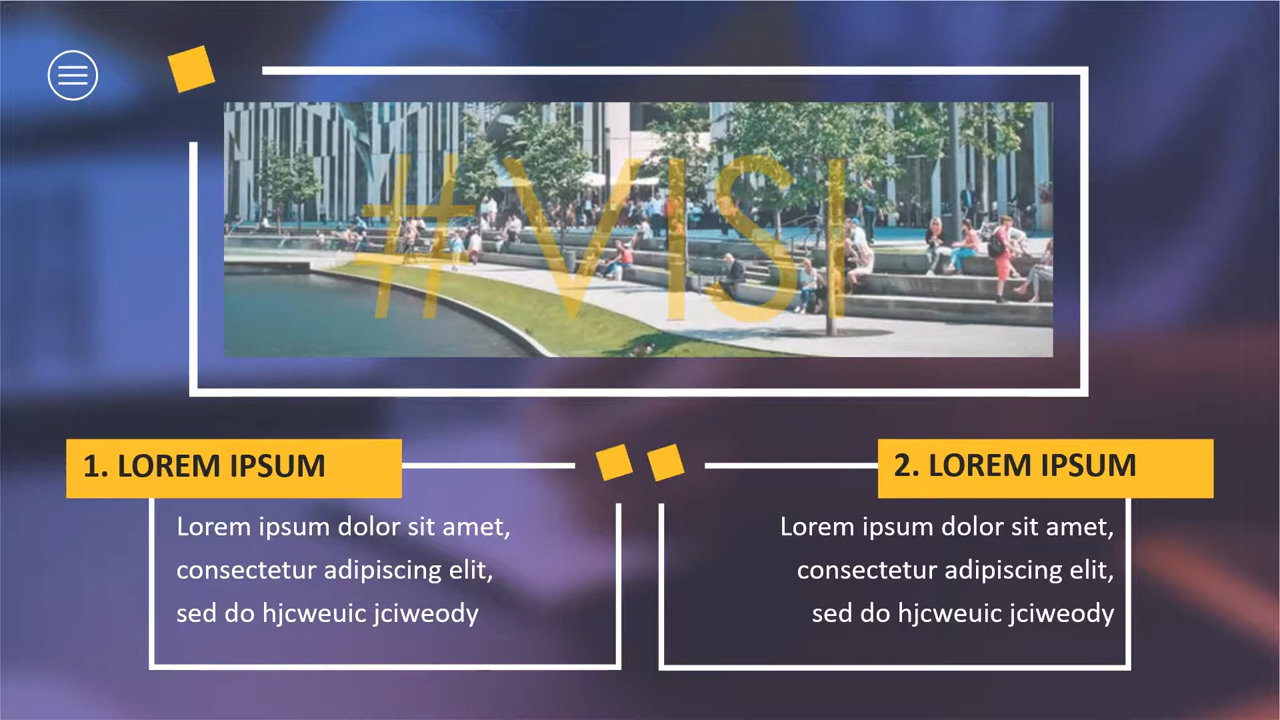 #VISI
1. LOREM IPSUM
Lorem ipsum dolor sit amet,
consectetur adipiscing elit,
sed do hjcweuic jciweody
2. LOREM IPSUM
Lorem ipsum dolor sit amet,
consectetur adipiscing elit,
sed do hjcweuic jciweody